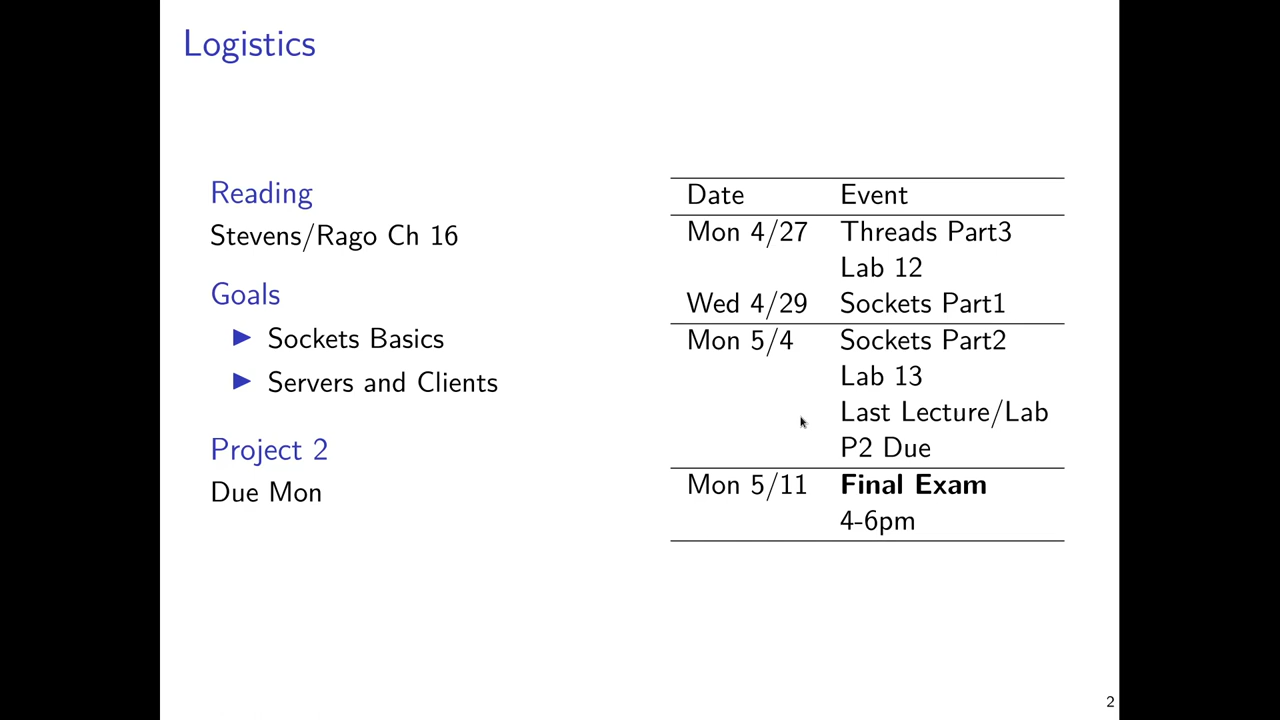 Logistics
Reading
Stevens/Rago Ch 16
Goals
Sockets Basics
Servers and Clients
Project 2
Due Mon
Date Event
Mon 4/27 Threads Part3
Lab 12
Wed 4/29 Sockets Part1
Mon 5/4 Sockets Part2
Lab 13
Last Lecture/Lab
P2 Due
Mon 5/11 Final Exam
4-6pm
2